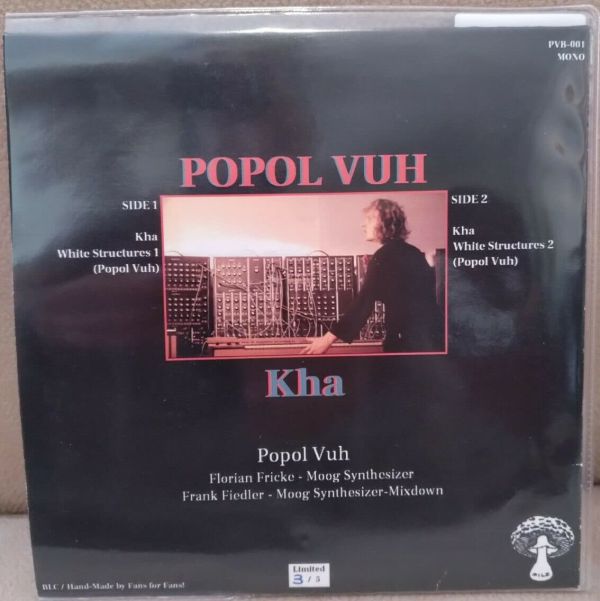 PVB-001
MONO
POPOL VUH
SIDE 1
Kha
White Structures 1
(Popol Vuh)
SIDE 2
Kha
White Structures 2
(Popol Vuh)
Kha
Popol Vuh
Florian Fricke - Moog Synthesizer
Frank Fiedler - Moog Synthesizer-Mixdown
Limited
3 / 5
BLC / Hand-Made by Fans for Fans!
PILZ